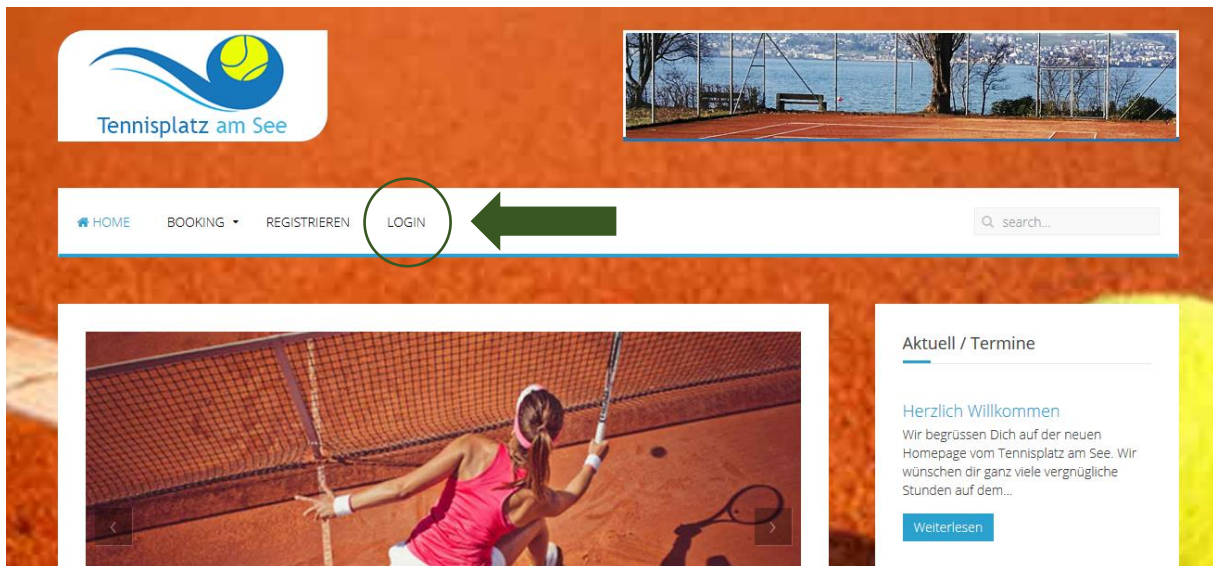 Tennisplatz am See
HOME BOOKING REGISTRIEREN LOGIN
search...
Aktuell / Termine
Herzlich Willkommen
Wir begrüssen Dich auf der neuen
Homepage vom Tennisplatz am See. Wir
wünschen dir ganz viele vergnügliche
Stunden auf dem...
Weiterlesen